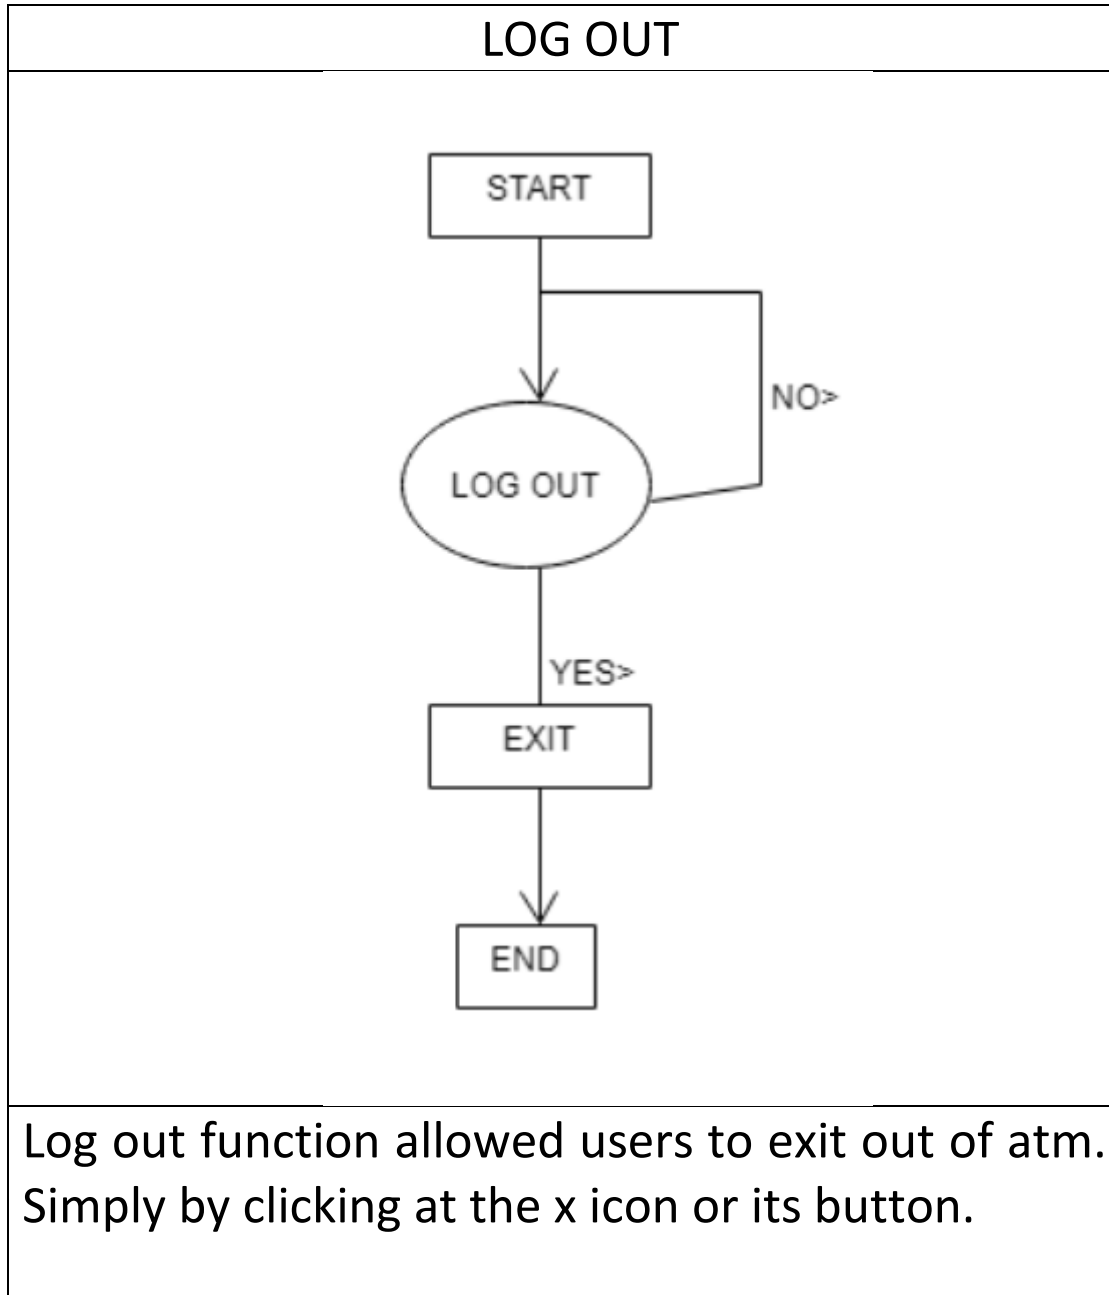 LOG OUT
START
NO>
LOG OUT
YES>
EXIT
END
Log out function allowed users to exit out of atm.
Simply by clicking at the x icon or its button.